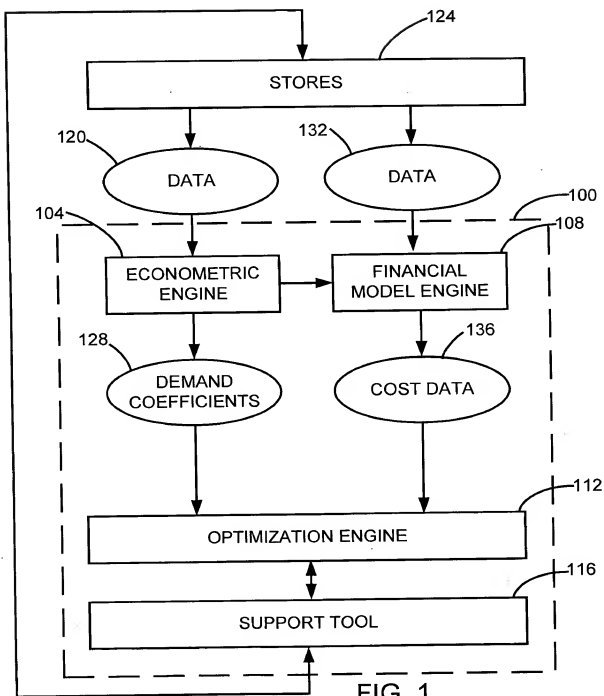 124
STORES
120
132
DATA
DATA
100
104
108
ECONOMETRIC
ENGINE
FINANCIAL
MODEL ENGINE
128
136
DEMAND
COEFFICIENTS
COST DATA
112
OPTIMIZATION ENGINE
116
SUPPORT TOOL
FIG. 1